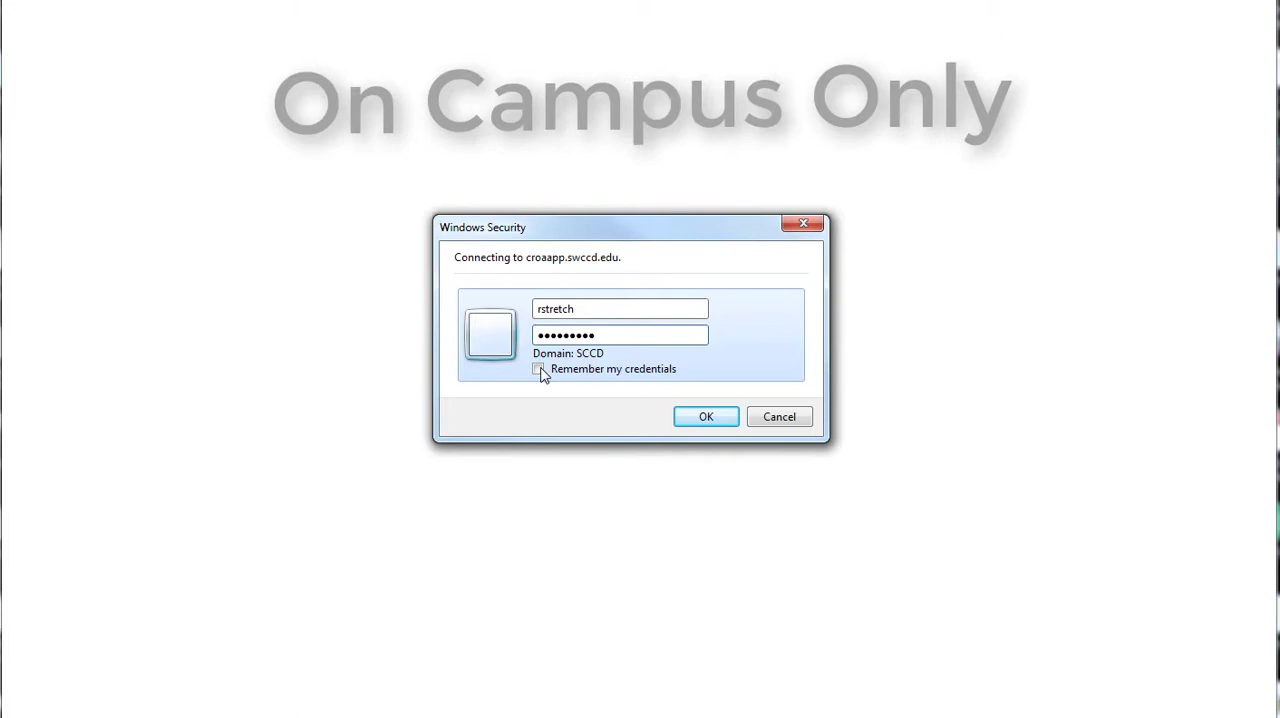 On Campus Only
Windows Security
Connecting to croaapp.swccd.edu.
rstretch
●●●●●●●●●
Domain: SCCD
Remember my credentials
OK
Cancel